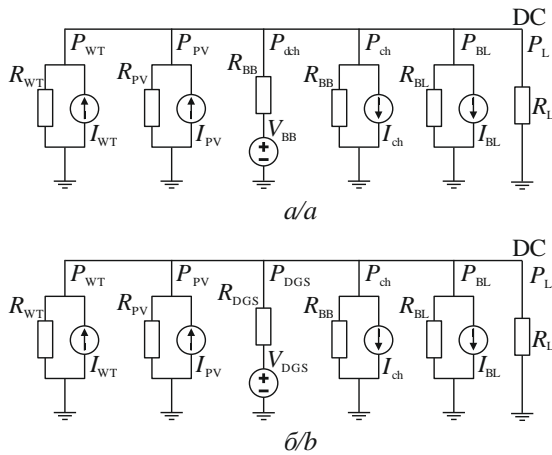 DC
P_WT P_PV P_dch P_ch P_BL P_L
R_WT R_PV R_BB R_BB R_BL R_L
I_WT I_PV V_BB I_ch I_BL
а/a
DC
P_WT P_PV P_DGS P_ch P_BL P_L
R_WT R_PV R_DGS R_BB R_BL R_L
I_WT I_PV V_DGS I_ch I_BL
б/b